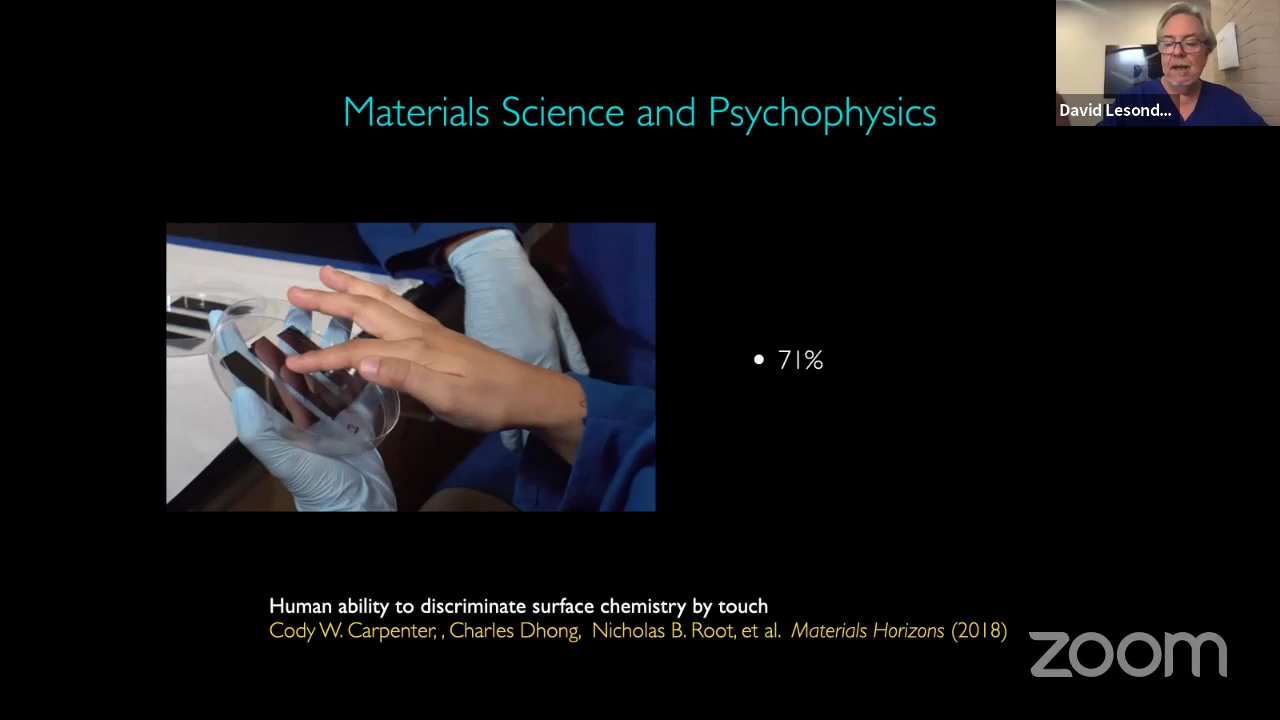 David Lesond...
Materials Science and Psychophysics
• 71%
Human ability to discriminate surface chemistry by touch
Cody W. Carpenter, , Charles Dhong, Nicholas B. Root, et al. Materials Horizons (2018)
zoom